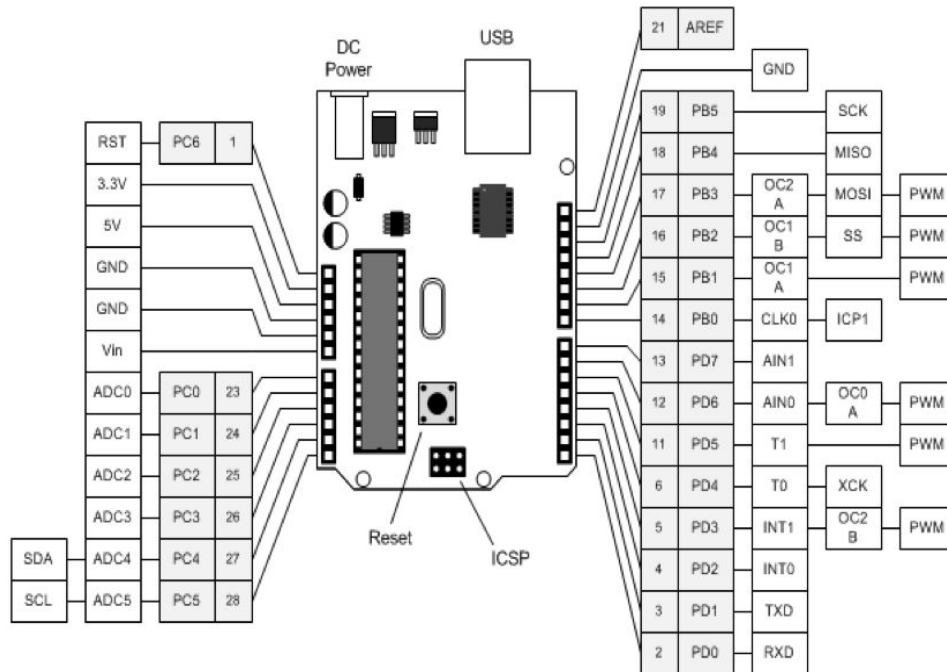 DC
Power
USB
RST PC6 1
3.3V
5V
GND
GND
Vin
ADC0 PC0 23
ADC1 PC1 24
ADC2 PC2 25
ADC3 PC3 26
SDA ADC4 PC4 27
SCL ADC5 PC5 28
Reset
ICSP
21 AREF
GND
19 PB5 SCK
18 PB4 MISO
17 PB3 OC2
A MOSI PWM
16 PB2 OC1
B SS PWM
15 PB1 OC1
A PWM
14 PB0 CLK0 ICP1
13 PD7 AIN1
12 PD6 AIN0 OC0
A PWM
11 PD5 T1 PWM
6 PD4 T0 XCK
5 PD3 INT1 OC2
B PWM
4 PD2 INT0
3 PD1 TXD
2 PD0 RXD